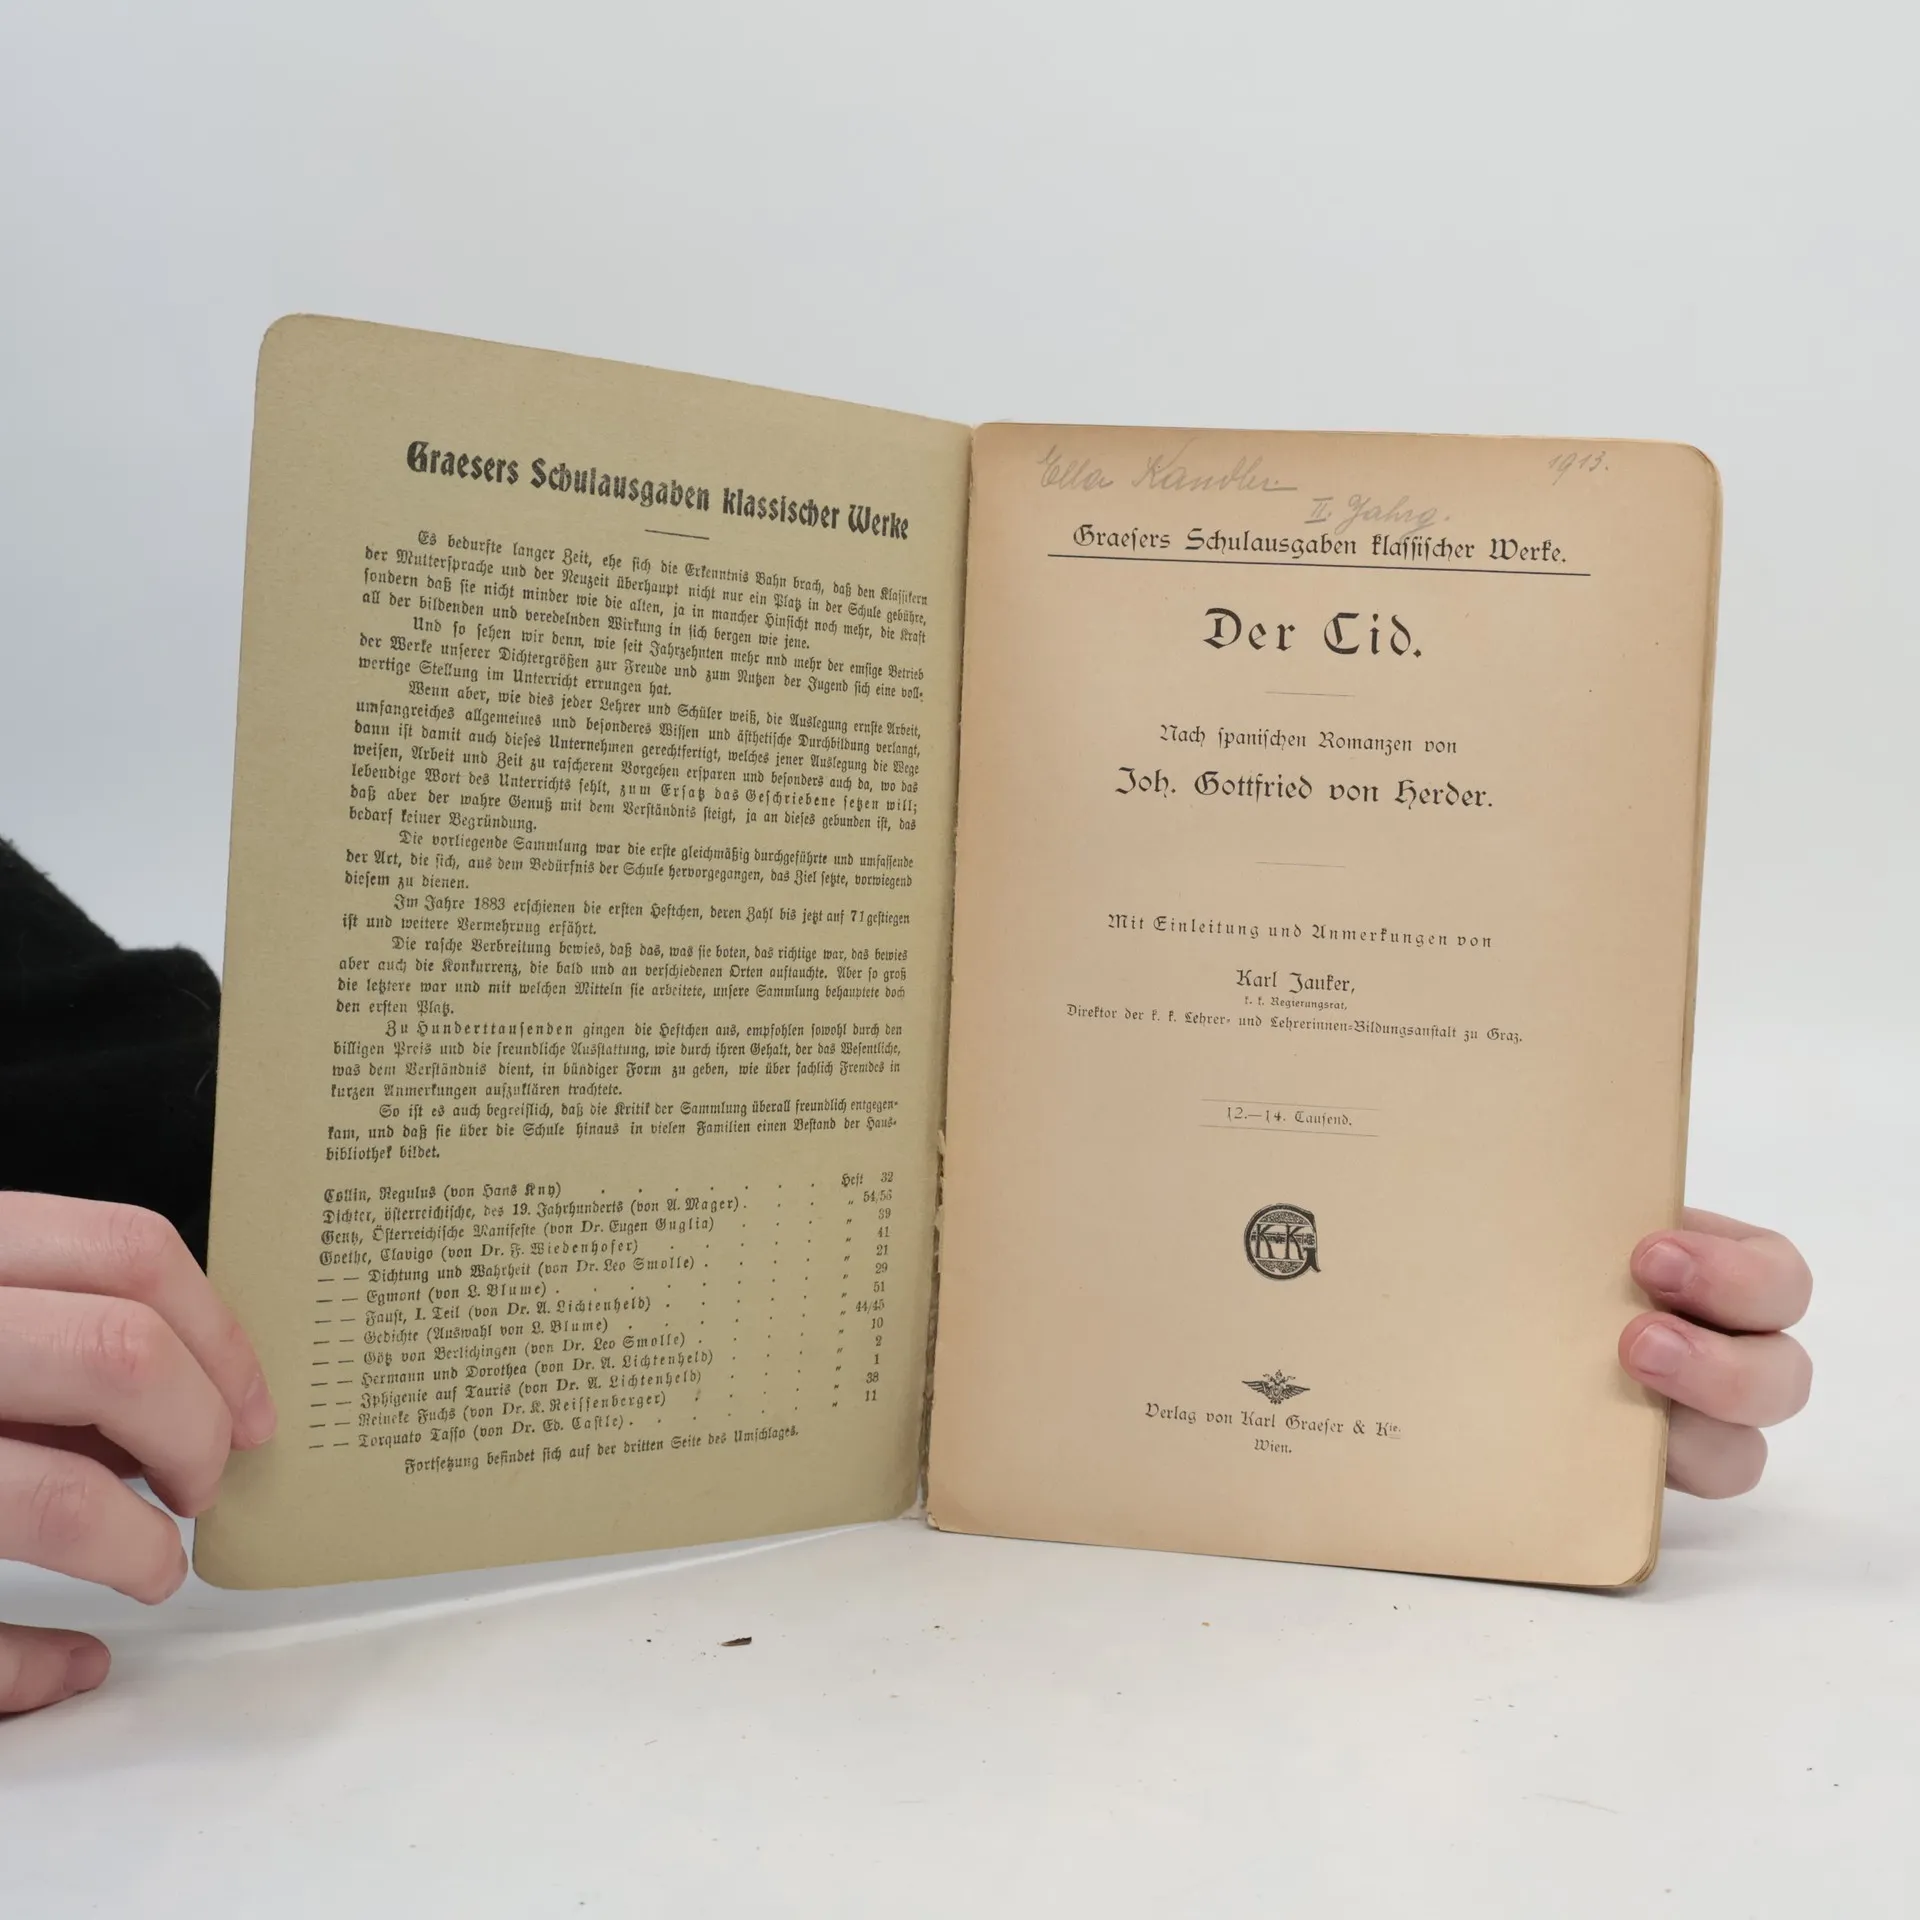 Graesers Schulausgaben klassischer Werke
Es bedurfte langer Zeit, ehe sich die Erkenntnis Bahn brach, daß den Klassikern
der Muttersprache und der Neuzeit überhaupt nicht nur ein Platz in der Schule gebühre,
sondern daß sie nicht minder wie die alten, ja in mancher Hinsicht noch mehr, die Kraft
all der bildenden und veredelnden Wirkung in sich bergen wie jene.
Und so sehen wir denn, wie seit Jahrzehnten mehr nnd mehr der emsige Betrieb
der Werke unserer Dichtergrößen zur Freude und zum Nutzen der Jugend sich eine voll-
wertige Stellung im Unterricht errungen hat.
Wenn aber, wie dies jeder Lehrer und Schüler weiß, die Auslegung ernste Arbeit,
umfangreiches allgemeines und besonderes Wissen und ästhetische Durchbildung verlangt,
dann ist damit auch dieses Unternehmen gerechtfertigt, welches jener Auslegung die Wege
weisen, Arbeit und Zeit zu rascherem Vorgehen ersparen und besonders auch da, wo das
lebendige Wort des Unterrichts fehlt, zum Ersatz das Geschriebene setzen will;
daß aber der wahre Genuß mit dem Verständnis steigt, ja an dieses gebunden ist, das
bedarf keiner Begründung.
Die vorliegende Sammlung war die erste gleichmäßig durchgeführte und umfassende
der Art, die sich, aus dem Bedürfnis der Schule hervorgegangen, das Ziel setzte, vorwiegend
diesem zu dienen.
Im Jahre 1883 erschienen die ersten Heftchen, deren Zahl bis jetzt auf 71 gestiegen
ist und weitere Vermehrung erfährt.
Die rasche Verbreitung bewies, daß das, was sie boten, das richtige war, das bewies
aber auch die Konkurrenz, die bald und an verschiedenen Orten auftauchte. Aber so groß
die letztere war und mit welchen Mitteln sie arbeitete, unsere Sammlung behauptete doch
den ersten Platz.
Zu Hunderttausenden gingen die Heftchen aus, empfohlen sowohl durch den
billigen Preis und die freundliche Ausstattung, wie durch ihren Gehalt, der das Wesentliche,
was dem Verständnis dient, in bündiger Form zu geben, wie über sachlich Fremdes in
kurzen Anmerkungen aufzuklären trachtete.
So ist es auch begreiflich, daß die Kritik der Sammlung überall freundlich entgegen-
kam, und daß sie über die Schule hinaus in vielen Familien einen Bestand der Haus-
bibliothek bildet.
Collin, Regulus (von Hans Kny) . . . . . . . Heft 32
Dichter, österreichische, des 19. Jahrhunderts (von A. Mager) . . . „ 54/56
Gentz, Österreichische Manifeste (von Dr. Eugen Guglia) . . . „ 39
Goethe, Clavigo (von Dr. F. Wiedenhofer) . . . . „ 41
— — Dichtung und Wahrheit (von Dr. Leo Smolle) . . . . „ 21
— — Egmont (von L. Blume) . . . . . . „ 29
— — Faust, I. Teil (von Dr. A. Lichtenheld) . . . . „ 51
— — Gedichte (Auswahl von L. Blume) . . . . . „ 44/45
— — Götz von Berlichingen (von Dr. Leo Smolle) . . . . „ 10
— — Hermann und Dorothea (von Dr. A. Lichtenheld) . . . „ 2
— — Iphigenie auf Tauris (von Dr. A. Lichtenheld) . . . „ 1
— — Reineke Fuchs (von Dr. K. Reissenberger) . . . . „ 38
— — Torquato Tasso (von Dr. Ed. Castle) . . . . . „ 11
Fortsetzung befindet sich auf der dritten Seite des Umschlages.
Ella Kandler 1913.
II. Jahrg.
Graesers Schulausgaben klassischer Werke.
Der Cid.
Nach spanischen Romanzen von
Joh. Gottfried von Herder.
Mit Einleitung und Anmerkungen von
Karl Jauker,
k. k. Regierungsrat,
Direktor der k. k. Lehrer- und Lehrerinnen-Bildungsanstalt zu Graz.
12.—14. Tausend.
KKG
Verlag von Karl Graeser & Kie.
Wien.